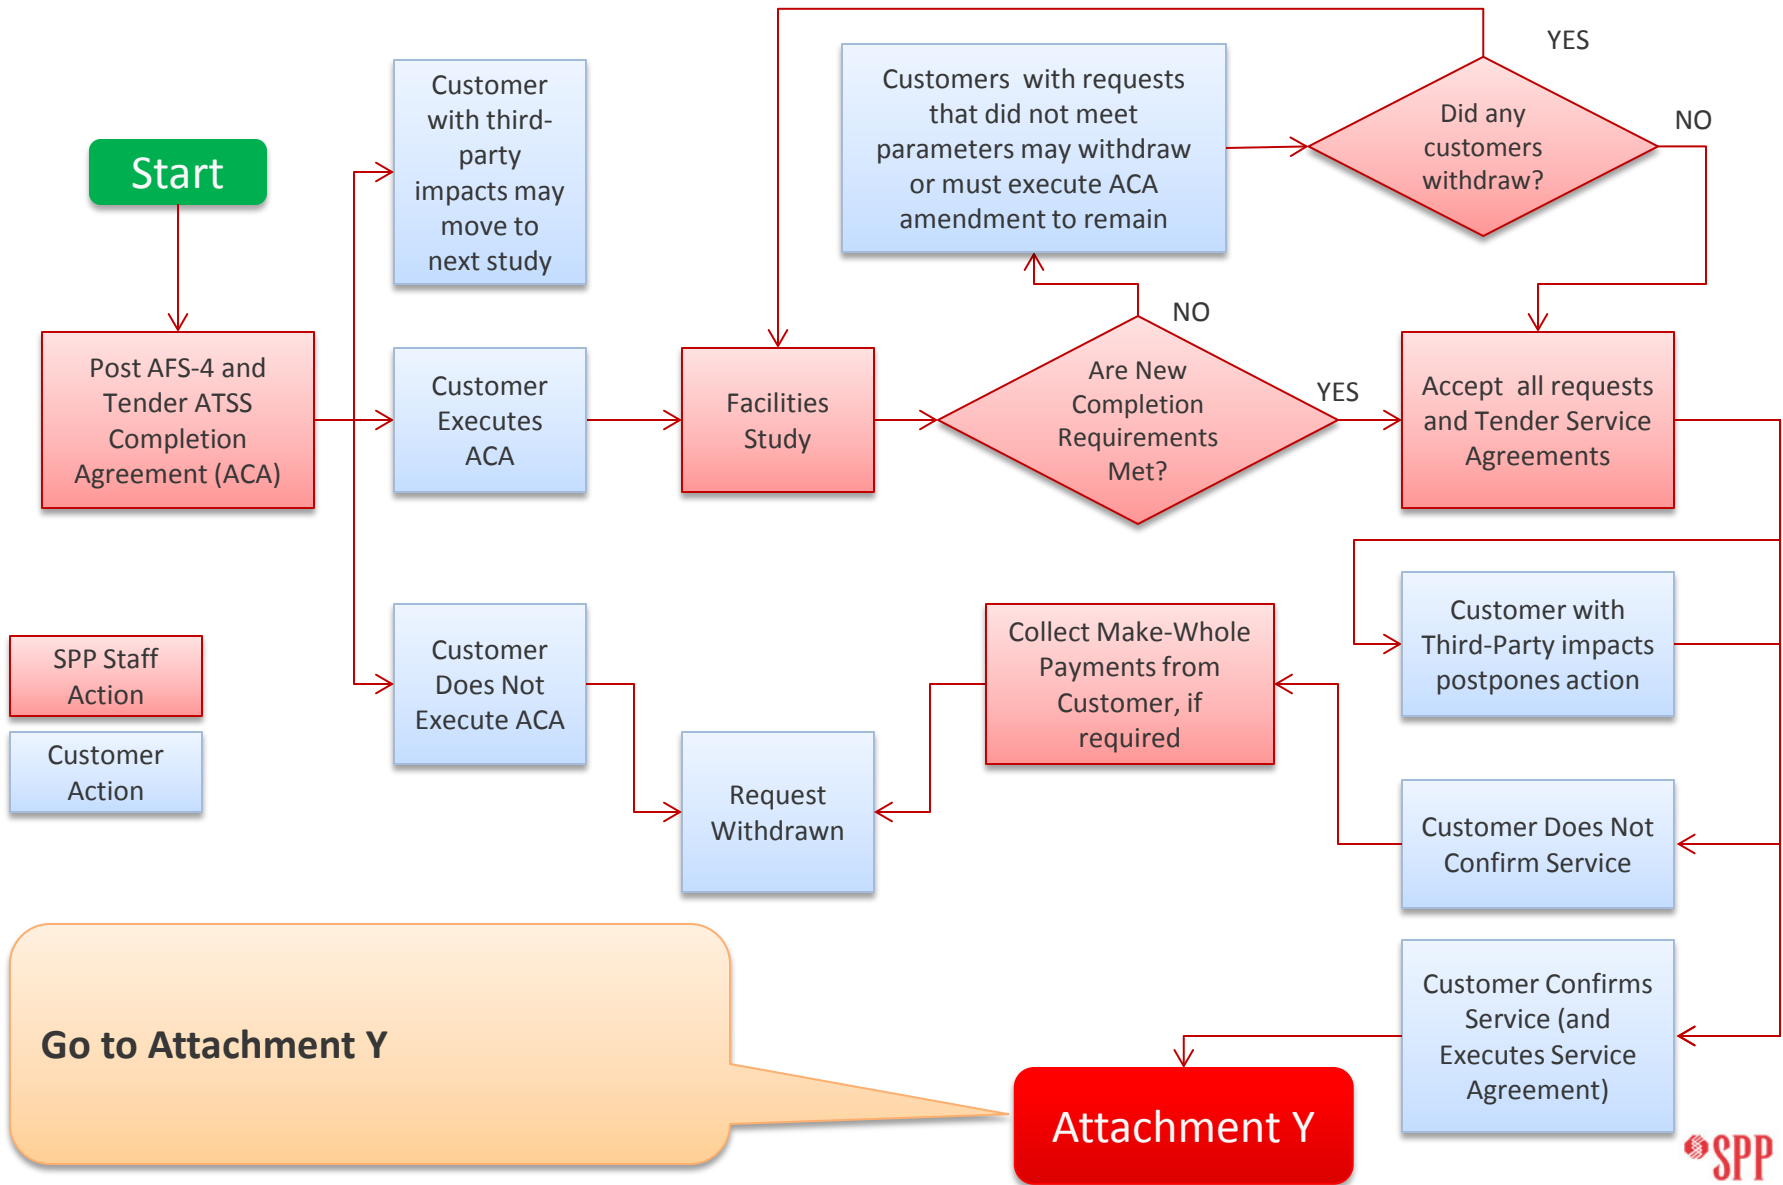 Start
Post AFS-4 and
Tender ATSS
Completion
Agreement (ACA)
Customer
with third-
party
impacts may
move to
next study
Customer
Executes
ACA
Customer
Does Not
Execute ACA
Facilities
Study
Customers with requests
that did not meet
parameters may withdraw
or must execute ACA
amendment to remain
Did any
customers
withdraw?
YES
NO
NO
Are New
Completion
Requirements
Met?
YES
Accept all requests
and Tender Service
Agreements
Customer with
Third-Party impacts
postpones action
Collect Make-Whole
Payments from
Customer, if
required
Request
Withdrawn
Customer Does Not
Confirm Service
Customer Confirms
Service (and
Executes Service
Agreement)
SPP Staff
Action
Customer
Action
Go to Attachment Y
Attachment Y
SPP